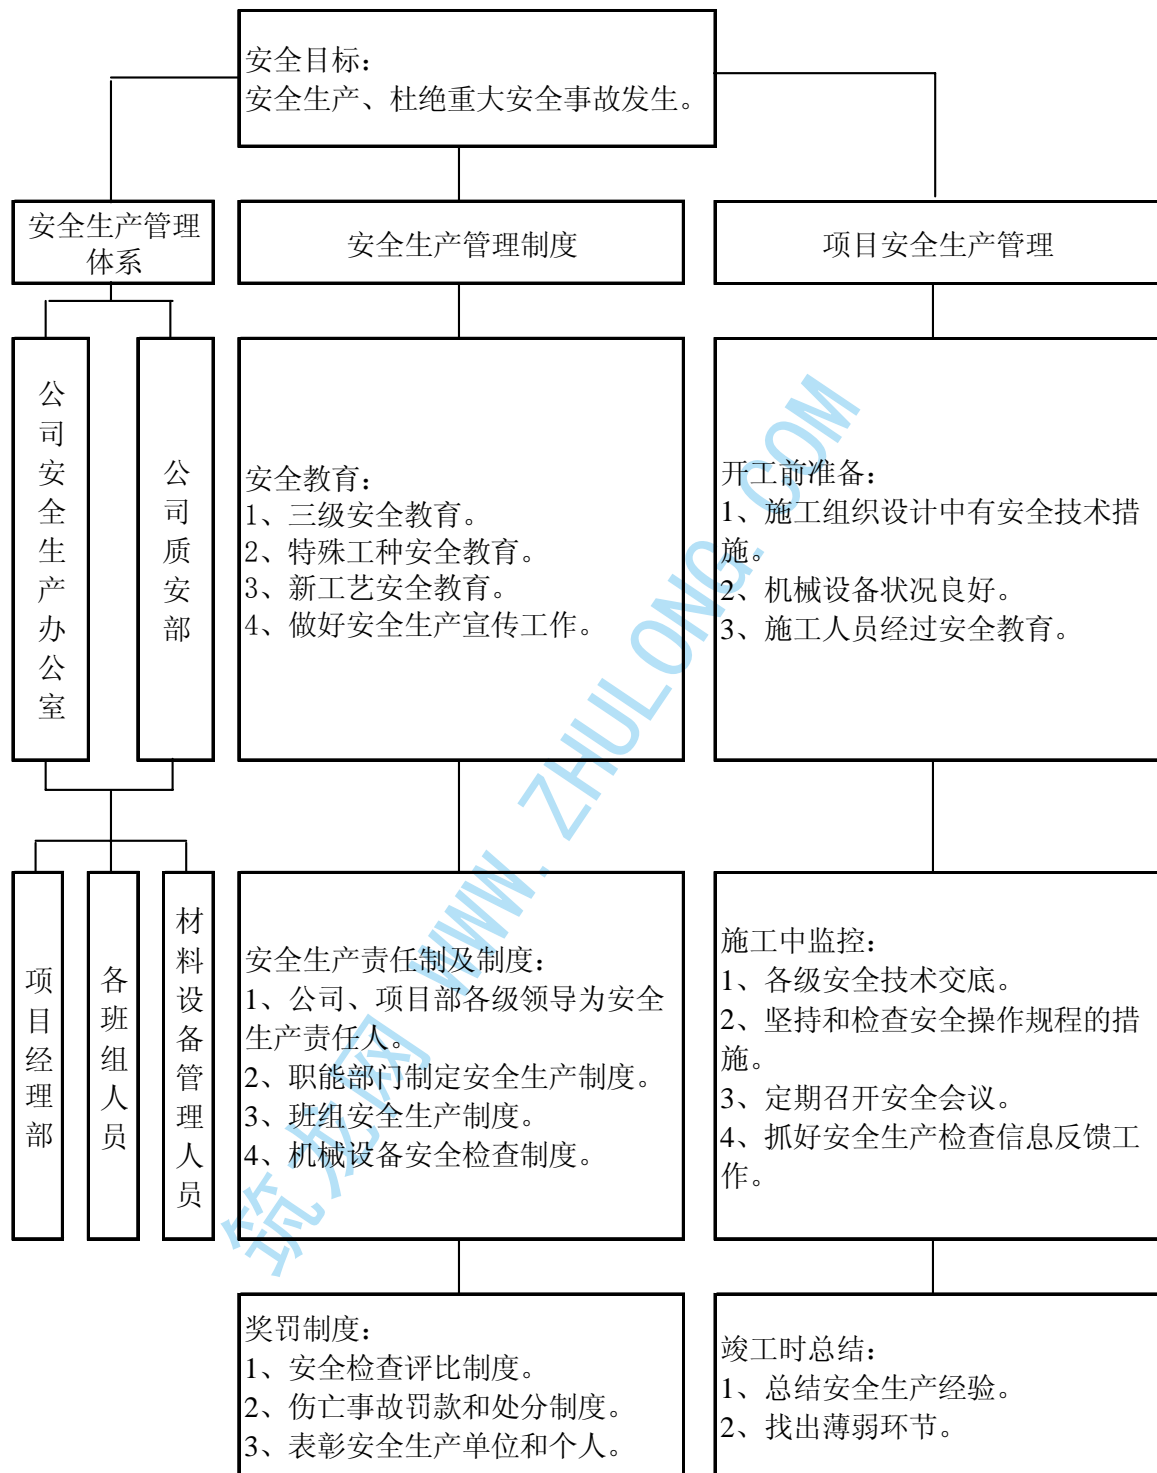 安全目标：
安全生产、杜绝重大安全事故发生。
安全生产管理
体系
安全生产管理制度
项目安全生产管理
公司安全生产办公室
公司质安部
安全教育：
1、三级安全教育。
2、特殊工种安全教育。
3、新工艺安全教育。
4、做好安全生产宣传工作。
开工前准备：
1、施工组织设计中有安全技术措
施。
2、机械设备状况良好。
3、施工人员经过安全教育。
项目经理部
各班组人员
材料设备管理人员
安全生产责任制及制度：
1、公司、项目部各级领导为安全
生产责任人。
2、职能部门制定安全生产制度。
3、班组安全生产制度。
4、机械设备安全检查制度。
施工中监控：
1、各级安全技术交底。
2、坚持和检查安全操作规程的措
施。
3、定期召开安全会议。
4、抓好安全生产检查信息反馈工
作。
奖罚制度：
1、安全检查评比制度。
2、伤亡事故罚款和处分制度。
3、表彰安全生产单位和个人。
竣工时总结：
1、总结安全生产经验。
2、找出薄弱环节。
筑龙网 WWW.ZHULONG.COM